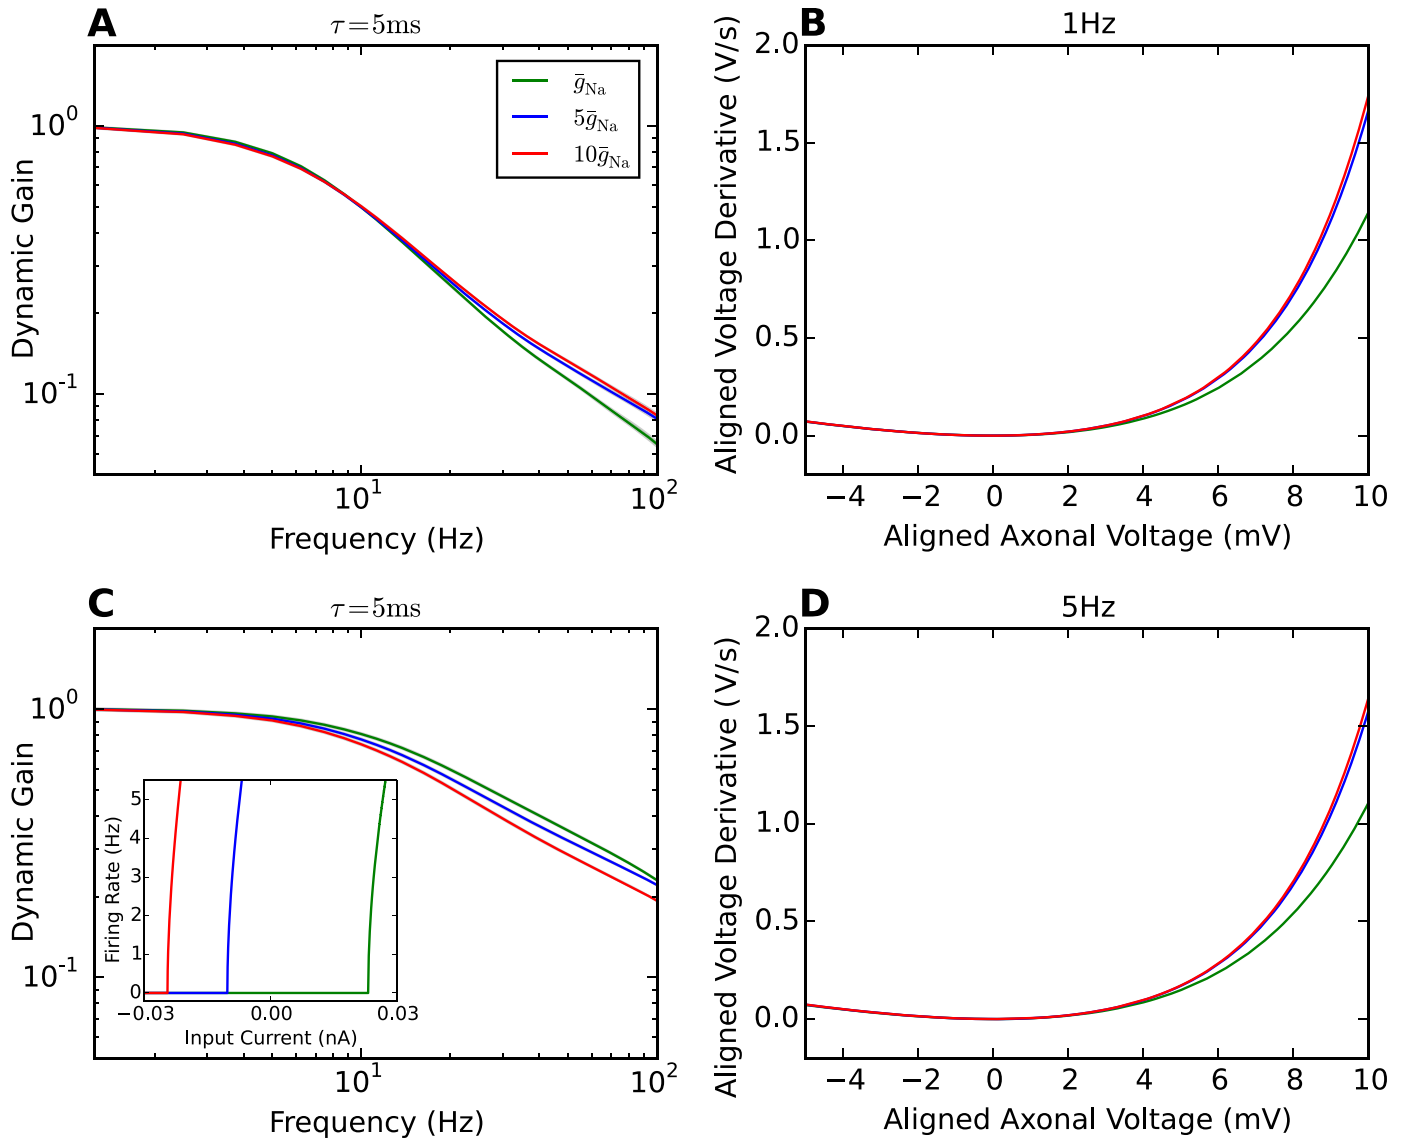 A
τ=5ms
10⁰
10⁻¹
10¹
10²
Dynamic Gain
Frequency (Hz)
ḡNa
5ḡNa
10ḡNa
B
1Hz
2.0
1.5
1.0
0.5
0.0
−4
−2
0
2
4
6
8
10
Aligned Voltage Derivative (V/s)
Aligned Axonal Voltage (mV)
C
τ=5ms
10⁰
10⁻¹
10¹
10²
Dynamic Gain
Frequency (Hz)
5
4
3
2
1
0
−0.03
0.00
0.03
Firing Rate (Hz)
Input Current (nA)
D
5Hz
2.0
1.5
1.0
0.5
0.0
−4
−2
0
2
4
6
8
10
Aligned Voltage Derivative (V/s)
Aligned Axonal Voltage (mV)